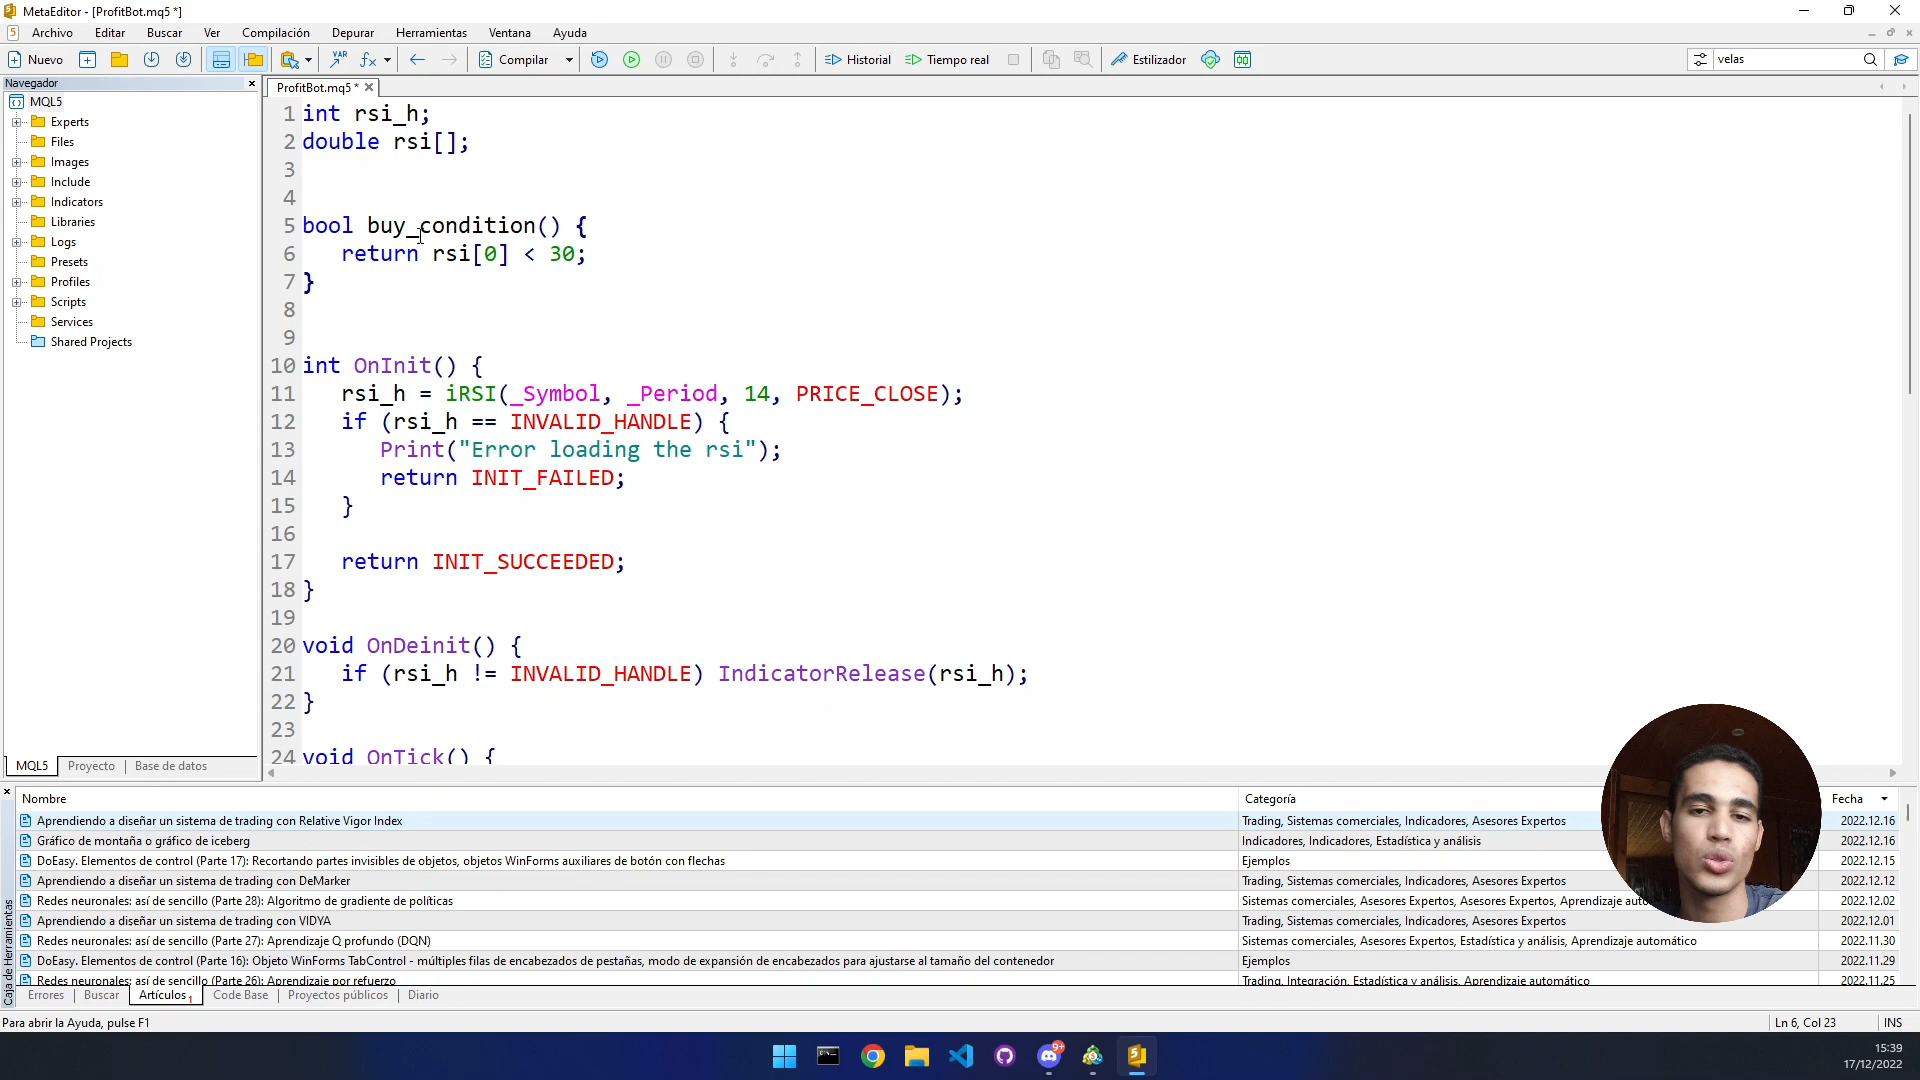 MetaEditor - [ProfitBot.mq5 *]
Archivo Editar Buscar Ver Compilación Depurar Herramientas Ventana Ayuda
Nuevo Compilar Historial Tiempo real Estilizador velas
Navegador
MQL5
Experts
Files
Images
Include
Indicators
Libraries
Logs
Presets
Profiles
Scripts
Services
Shared Projects
MQL5 Proyecto Base de datos
ProfitBot.mq5 *
1 int rsi_h;
2 double rsi[];
3
4
5 bool buy_condition() {
6 return rsi[0] < 30;
7 }
8
9
10 int OnInit() {
11 rsi_h = iRSI(_Symbol, _Period, 14, PRICE_CLOSE);
12 if (rsi_h == INVALID_HANDLE) {
13 Print("Error loading the rsi");
14 return INIT_FAILED;
15 }
16
17 return INIT_SUCCEEDED;
18 }
19
20 void OnDeinit() {
21 if (rsi_h != INVALID_HANDLE) IndicatorRelease(rsi_h);
22 }
23
24 void OnTick() {
Nombre Categoría Fecha
Aprendiendo a diseñar un sistema de trading con Relative Vigor Index Trading, Sistemas comerciales, Indicadores, Asesores Expertos 2022.12.16
Gráfico de montaña o gráfico de iceberg Indicadores, Indicadores, Estadística y análisis 2022.12.16
DoEasy. Elementos de control (Parte 17): Recortando partes invisibles de objetos, objetos WinForms auxiliares de botón con flechas Ejemplos 2022.12.15
Aprendiendo a diseñar un sistema de trading con DeMarker Trading, Sistemas comerciales, Indicadores, Asesores Expertos 2022.12.12
Redes neuronales: así de sencillo (Parte 28): Algoritmo de gradiente de políticas Sistemas comerciales, Asesores Expertos, Asesores Expertos, Aprendizaje 2022.12.02
Aprendiendo a diseñar un sistema de trading con VIDYA Trading, Sistemas comerciales, Indicadores, Asesores Expertos 2022.12.01
Redes neuronales: así de sencillo (Parte 27): Aprendizaje Q profundo (DQN) Sistemas comerciales, Asesores Expertos, Estadística y análisis, Aprendizaje automático 2022.11.30
DoEasy. Elementos de control (Parte 16): Objeto WinForms TabControl - múltiples filas de encabezados de pestañas, modo de expansión de encabezados para ajustarse al tamaño del contenedor Ejemplos 2022.11.29
Redes neuronales: así de sencillo (Parte 26): Aprendizaje por refuerzo Trading, Integración, Estadística y análisis, Aprendizaje automático 2022.11.25
Caja de Herramientas
Errores Buscar Artículos 1 Code Base Proyectos públicos Diario
Para abrir la Ayuda, pulse F1 Ln 6, Col 23 INS
9+
15:39
17/12/2022